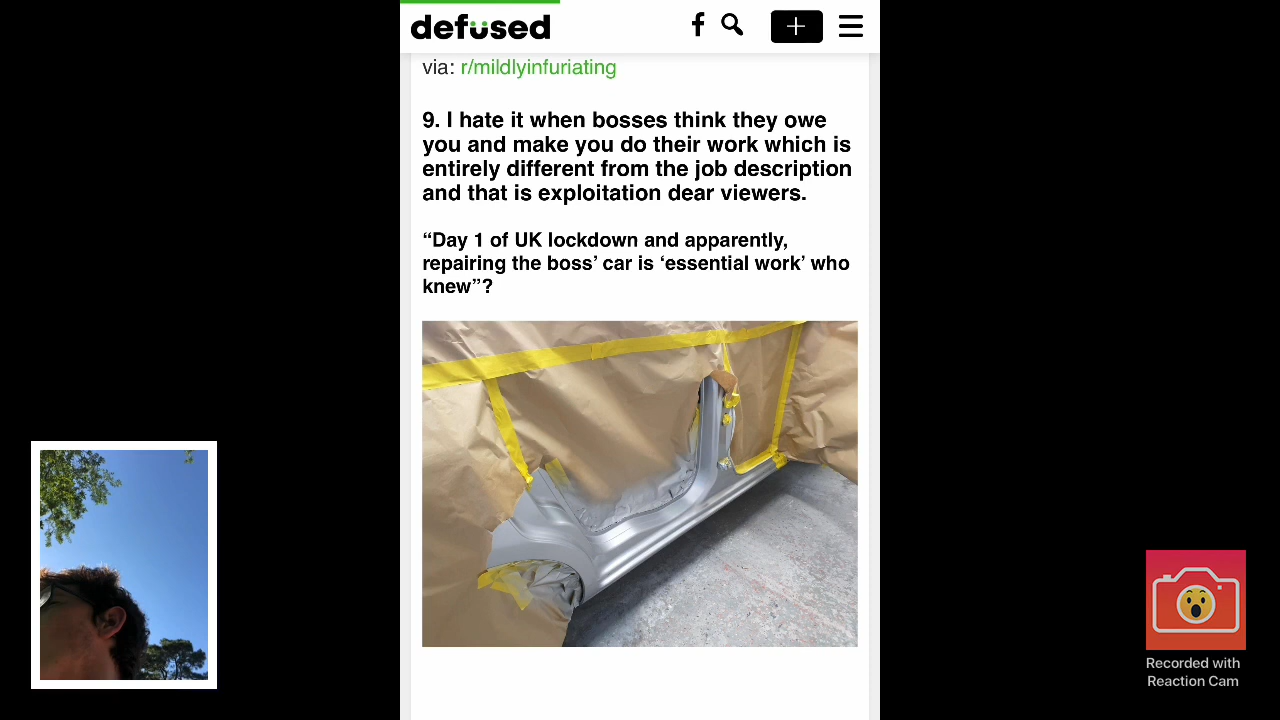 defüsed
via: r/mildlyinfuriating
9. I hate it when bosses think they owe
you and make you do their work which is
entirely different from the job description
and that is exploitation dear viewers.
“Day 1 of UK lockdown and apparently,
repairing the boss’ car is ‘essential work’ who
knew”?
Recorded with
Reaction Cam